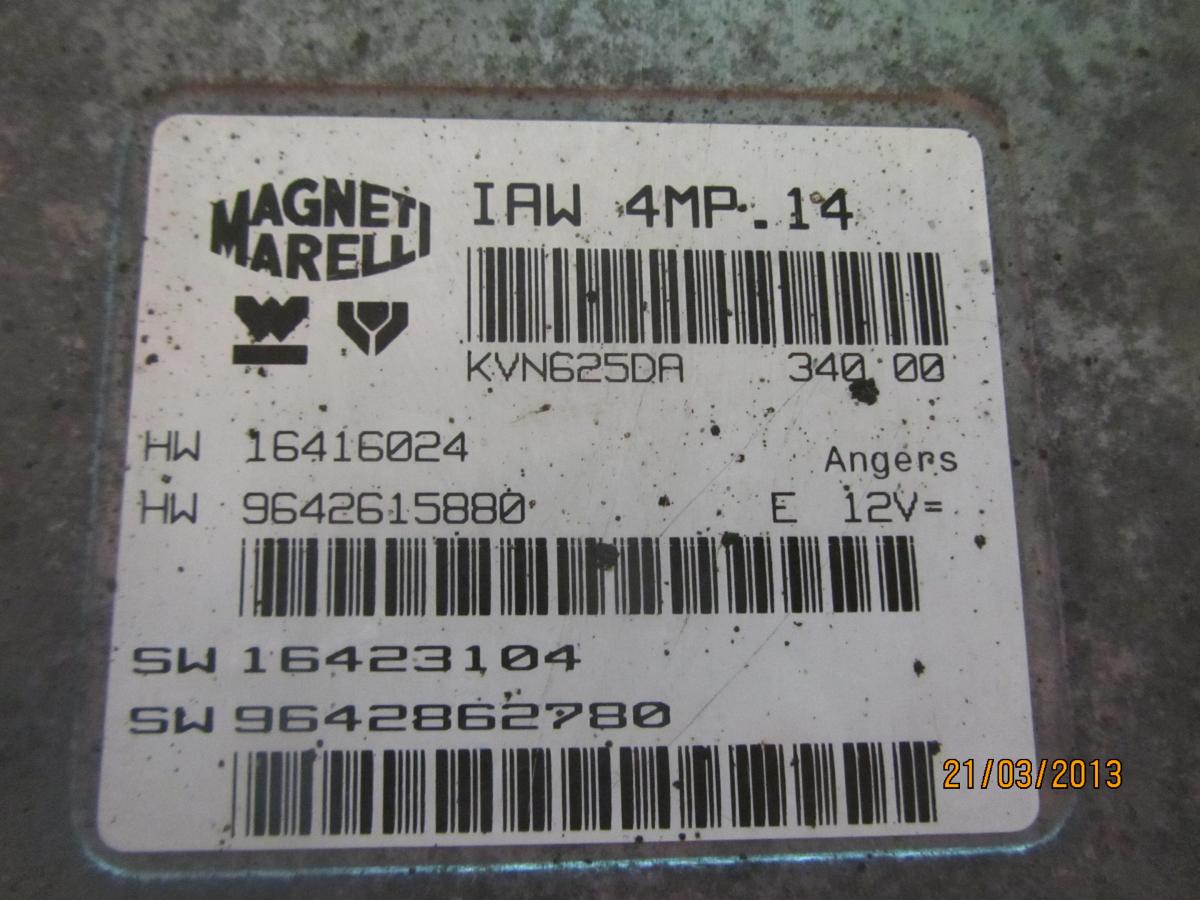 MAGNETI
MARELLI
IAW 4MP.14
KVN625DA 340.00
HW 16416024
Angers
HW 9642615880
E 12V=
SW 16423104
SW 9642862780
21/03/2013